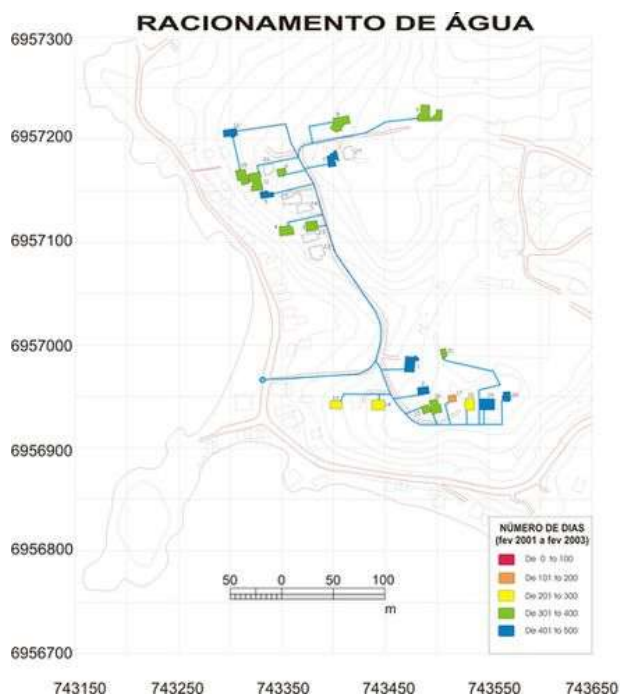 RACIONAMENTO DE ÁGUA
6957300
6957200
6957100
6957000
6956900
6956800
6956700
NÚMERO DE DIAS
(fev 2001 a fev 2003)
De 0 to 100
De 101 to 200
De 201 to 300
De 301 to 400
De 401 to 500
50 0 50 100
m
743150 743250 743350 743450 743550 743650